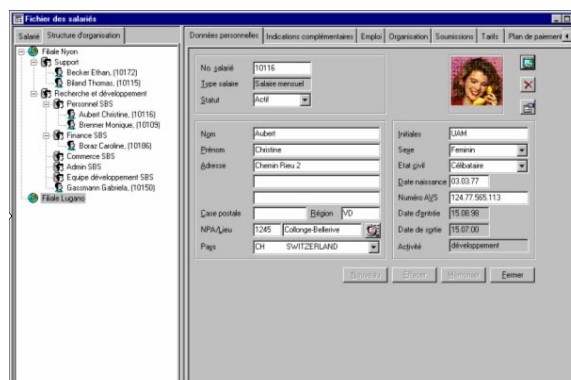 Fichier des salariés
Salarié Structure d'organisation
Filiale Nyon
Support
Becker Ethan, (10172)
Biland Thomas, (10115)
Recherche et développement
Personnel SBS
Aubert Christine, (10116)
Brenner Monique, (10109)
Finance SBS
Boraz Caroline, (10186)
Commerce SBS
Admin SBS
Equipe développement SBS
Gassmann Gabriela, (10150)
Filiale Lugano
Données personnelles Indications complémentaires Emploi Organisation Soumissions Tarifs Plan de paiement
No. salarié 10116
Type salaire Salaire mensuel
Statut Actif
Nom Aubert
Prénom Christine
Adresse Chemin Rieu 2
Case postale Région VD
NPA/Lieu 1245 Collonge-Bellerive
Pays CH SWITZERLAND
Initiales UAM
Sexe Feminin
Etat civil Célibataire
Date naissance 03.03.77
Numéro AVS 124.77.565.113
Date d'entrée 15.08.98
Date de sortie 15.07.00
Activité développement
Nouveau Effacer Mémoriser Fermer